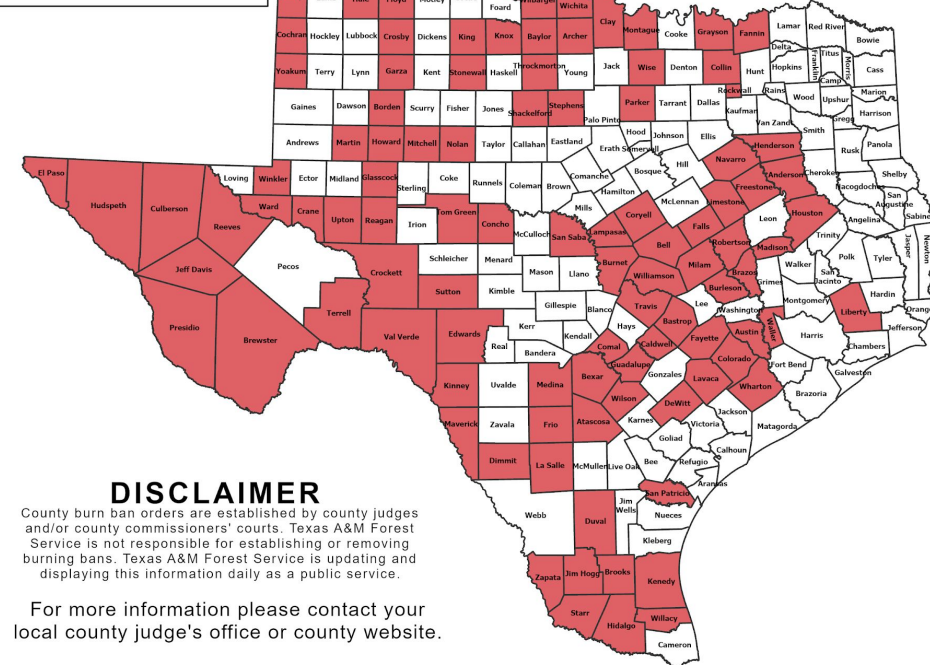 Foard
Wichita
Clay
Montague
Cooke
Grayson
Fannin
Lamar
Red River
Bowie
Cochran
Hockley
Lubbock
Crosby
Dickens
King
Knox
Baylor
Archer
Delta
Titus
Franklin
Morris
Camp
Cass
Yoakum
Terry
Lynn
Garza
Kent
Stonewall
Haskell
Throckmorton
Young
Jack
Wise
Denton
Collin
Hunt
Hopkins
Rockwall
Rains
Wood
Upshur
Marion
Gaines
Dawson
Borden
Scurry
Fisher
Jones
Shackelford
Stephens
Palo Pinto
Parker
Tarrant
Dallas
Kaufman
Van Zandt
Smith
Gregg
Harrison
Andrews
Martin
Howard
Mitchell
Nolan
Taylor
Callahan
Eastland
Erath
Hood
Somervell
Johnson
Ellis
Navarro
Henderson
Rusk
Panola
El Paso
Hudspeth
Culberson
Reeves
Loving
Winkler
Ector
Midland
Glasscock
Sterling
Coke
Runnels
Coleman
Brown
Comanche
Hamilton
Bosque
Hill
Freestone
Anderson
Cherokee
Nacogdoches
Shelby
San
Augustine
Sabine
Ward
Crane
Upton
Reagan
Irion
Tom Green
Concho
McCulloch
San Saba
Mills
Lampasas
Coryell
McLennan
Limestone
Falls
Leon
Houston
Angelina
Trinity
Jeff Davis
Pecos
Crockett
Schleicher
Menard
Mason
Llano
Burnet
Bell
Williamson
Milam
Robertson
Brazos
Madison
Walker
Polk
Tyler
Jasper
Newton
Presidio
Brewster
Terrell
Val Verde
Sutton
Kimble
Gillespie
Blanco
Travis
Burleson
Grimes
San
Jacinto
Montgomery
Liberty
Hardin
Orange
Edwards
Real
Kerr
Bandera
Kendall
Hays
Comal
Caldwell
Bastrop
Lee
Washington
Fayette
Austin
Waller
Harris
Jefferson
Chambers
Galveston
Kinney
Uvalde
Medina
Bexar
Guadalupe
Gonzales
Colorado
Lavaca
Wharton
Fort Bend
Brazoria
Maverick
Zavala
Frio
Atascosa
Wilson
Karnes
DeWitt
Victoria
Jackson
Matagorda
Goliad
Calhoun
Dimmit
La Salle
McMullen
Live Oak
Bee
Refugio
Aransas
San Patricio
Webb
Duval
Jim
Wells
Nueces
Kleberg
Zapata
Jim Hogg
Brooks
Kenedy
Starr
Hidalgo
Willacy
Cameron
DISCLAIMER
County burn ban orders are established by county judges
and/or county commissioners' courts. Texas A&M Forest
Service is not responsible for establishing or removing
burning bans. Texas A&M Forest Service is updating and
displaying this information daily as a public service.
For more information please contact your
local county judge's office or county website.